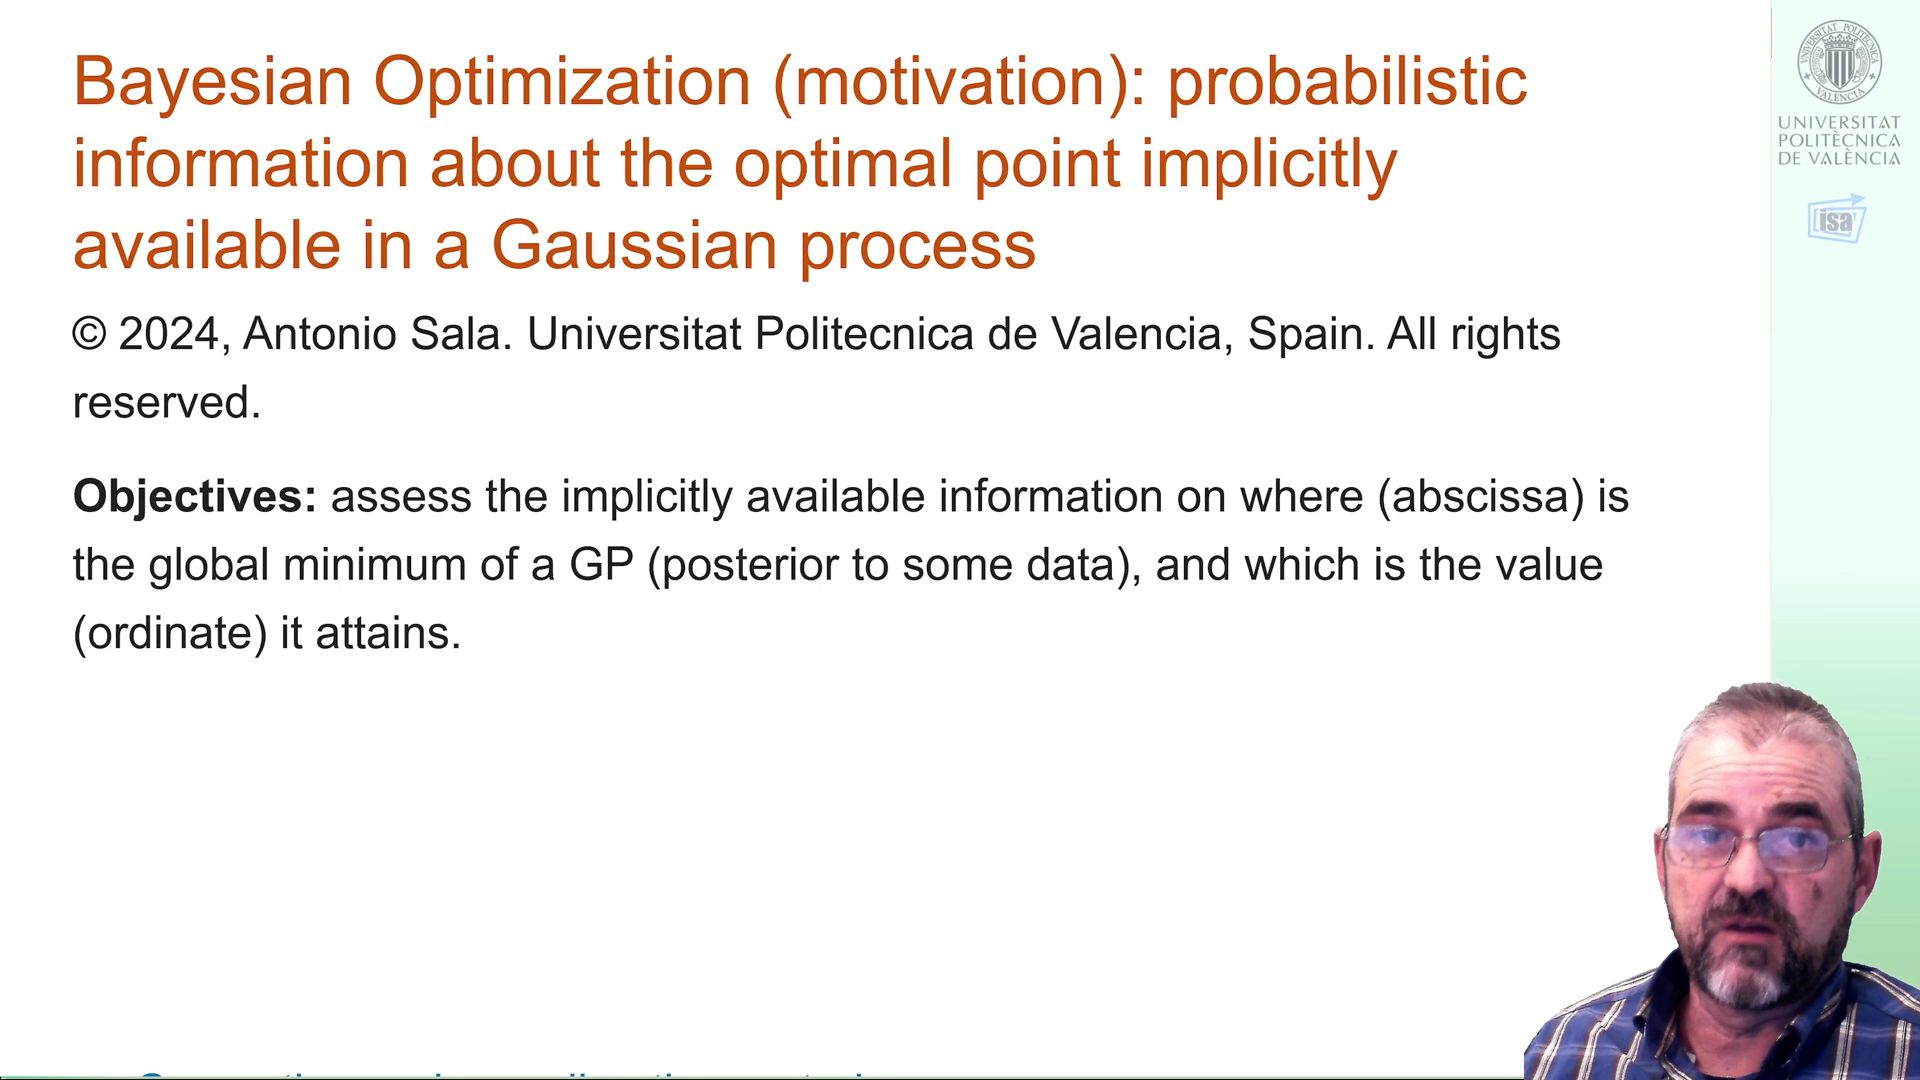 Bayesian Optimization (motivation): probabilistic
information about the optimal point implicitly
available in a Gaussian process
© 2024, Antonio Sala. Universitat Politecnica de Valencia, Spain. All rights
reserved.
Objectives: assess the implicitly available information on where (abscissa) is
the global minimum of a GP (posterior to some data), and which is the value
(ordinate) it attains.
UNIVERSITAT
POLITÈCNICA
DE VALÈNCIA
isa